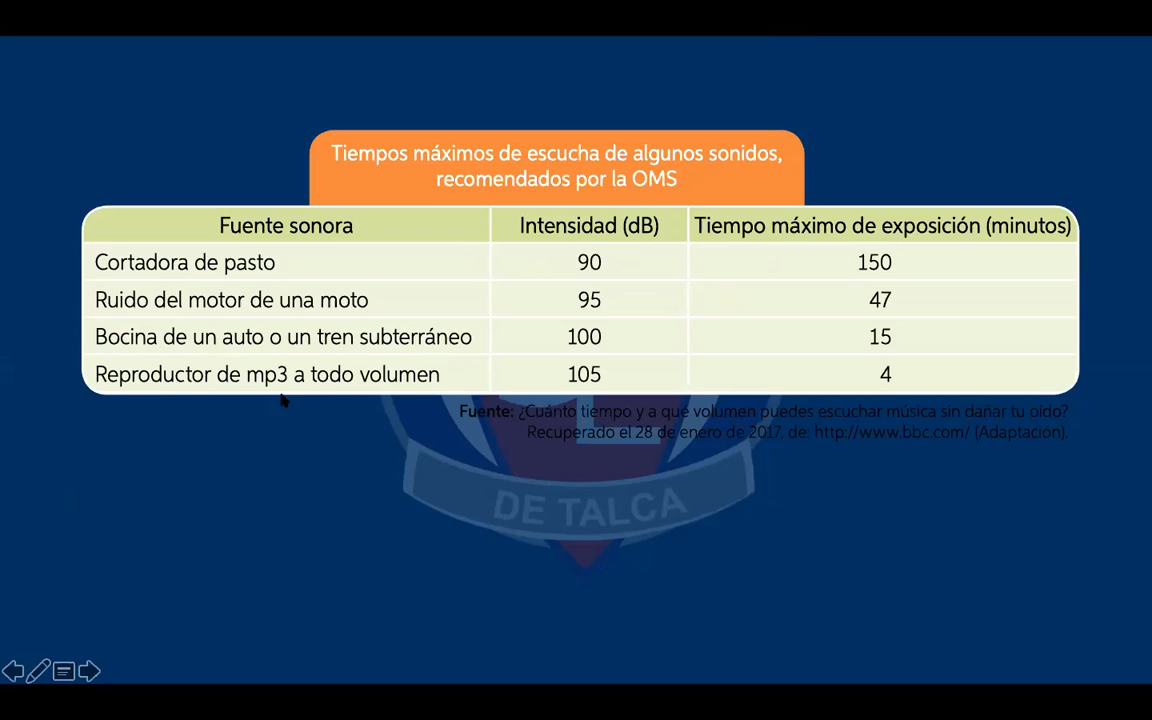 Tiempos máximos de escucha de algunos sonidos,
recomendados por la OMS
Fuente sonora Intensidad (dB) Tiempo máximo de exposición (minutos)
Cortadora de pasto 90 150
Ruido del motor de una moto 95 47
Bocina de un auto o un tren subterráneo 100 15
Reproductor de mp3 a todo volumen 105 4
Fuente: ¿Cuánto tiempo y a qué volumen puedes escuchar música sin dañar tu oído?
Recuperado el 28 de enero de 2017, de: http://www.bbc.com/ (Adaptación).
DE TALCA